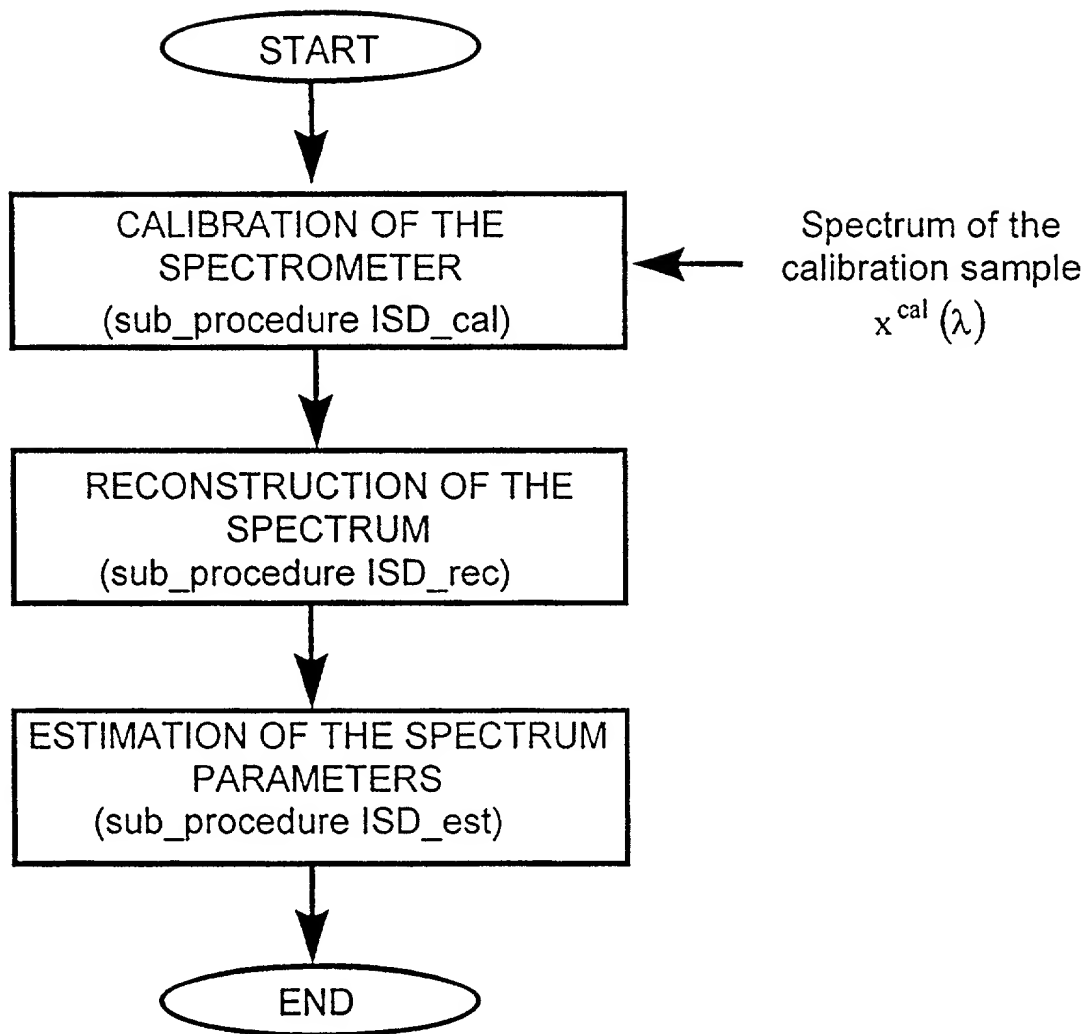 START
CALIBRATION OF THE
SPECTROMETER
(sub_procedure ISD_cal)
Spectrum of the
calibration sample
x^cal (λ)
RECONSTRUCTION OF THE
SPECTRUM
(sub_procedure ISD_rec)
ESTIMATION OF THE SPECTRUM
PARAMETERS
(sub_procedure ISD_est)
END